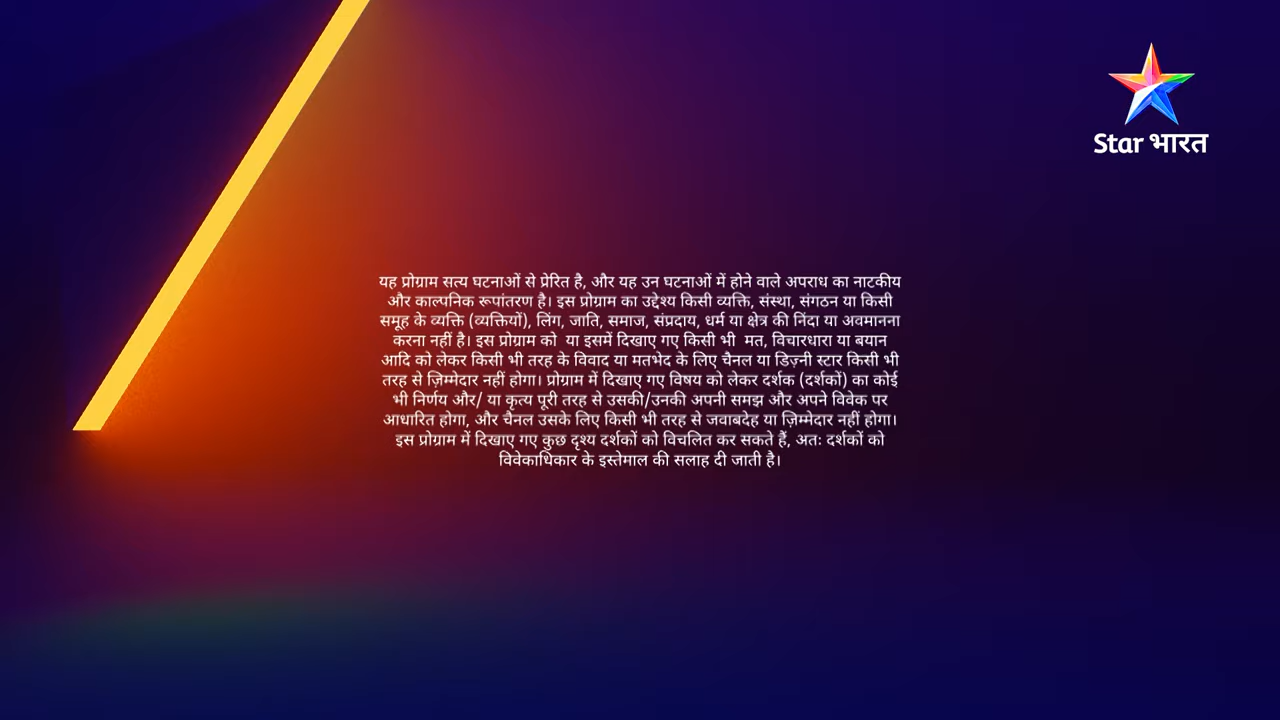 Star भारत
यह प्रोग्राम सत्य घटनाओं से प्रेरित है, और यह उन घटनाओं में होने वाले अपराध का नाटकीय
और काल्पनिक रूपांतरण है। इस प्रोग्राम का उद्देश्य किसी व्यक्ति, संस्था, संगठन या किसी
समूह के व्यक्ति (व्यक्तियों), लिंग, जाति, समाज, संप्रदाय, धर्म या क्षेत्र की निंदा या अवमानना
करना नहीं है। इस प्रोग्राम को या इसमें दिखाए गए किसी भी मत, विचारधारा या बयान
आदि को लेकर किसी भी तरह के विवाद या मतभेद के लिए चैनल या डिज़्नी स्टार किसी भी
तरह से ज़िम्मेदार नहीं होगा। प्रोग्राम में दिखाए गए विषय को लेकर दर्शक (दर्शकों) का कोई
भी निर्णय और/ या कृत्य पूरी तरह से उसकी/उनकी अपनी समझ और अपने विवेक पर
आधारित होगा, और चैनल उसके लिए किसी भी तरह से जवाबदेह या ज़िम्मेदार नहीं होगा।
इस प्रोग्राम में दिखाए गए कुछ दृश्य दर्शकों को विचलित कर सकते हैं, अतः दर्शकों को
विवेकाधिकार के इस्तेमाल की सलाह दी जाती है।